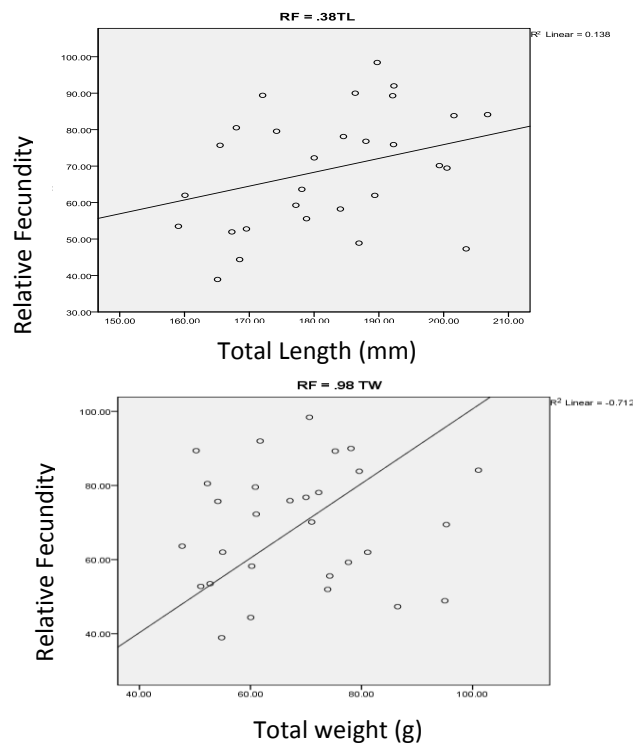 RF = .38TL
R² Linear = 0.138
100.00
90.00
80.00
70.00
60.00
50.00
40.00
30.00
Relative Fecundity
150.00 160.00 170.00 180.00 190.00 200.00 210.00
Total Length (mm)
RF = .98 TW
R² Linear = -0.712
100.00
80.00
60.00
40.00
Relative Fecundity
40.00 60.00 80.00 100.00
Total weight (g)